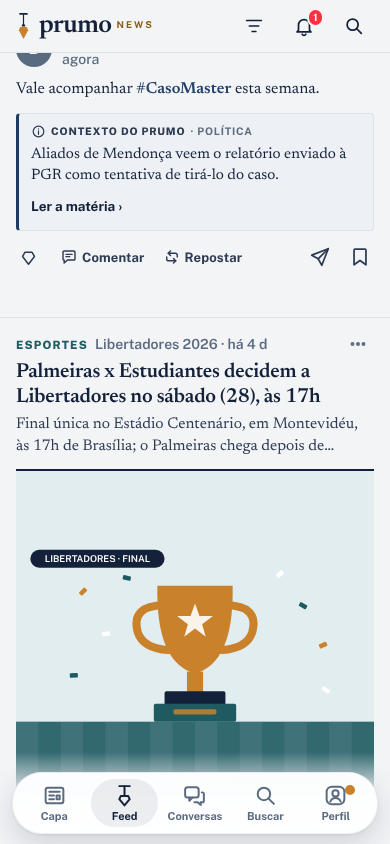 prumo NEWS
1
agora
Vale acompanhar #CasoMaster esta semana.
CONTEXTO DO PRUMO · POLÍTICA
Aliados de Mendonça veem o relatório enviado à
PGR como tentativa de tirá-lo do caso.
Ler a matéria ›
Comentar Repostar
ESPORTES Libertadores 2026 · há 4 d
Palmeiras x Estudiantes decidem a
Libertadores no sábado (28), às 17h
Final única no Estádio Centenário, em Montevidéu,
às 17h de Brasília; o Palmeiras chega depois de…
LIBERTADORES · FINAL
Capa Feed Conversas Buscar Perfil